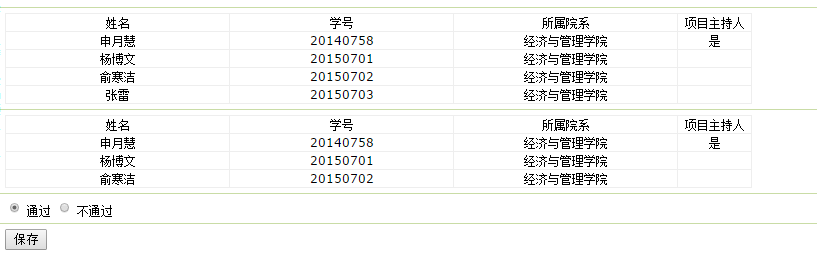 姓名 学号 所属院系 项目主持人
申月慧 20140758 经济与管理学院 是
杨博文 20150701 经济与管理学院
俞寒洁 20150702 经济与管理学院
张雷 20150703 经济与管理学院
姓名 学号 所属院系 项目主持人
申月慧 20140758 经济与管理学院 是
杨博文 20150701 经济与管理学院
俞寒洁 20150702 经济与管理学院
通过 不通过
保存